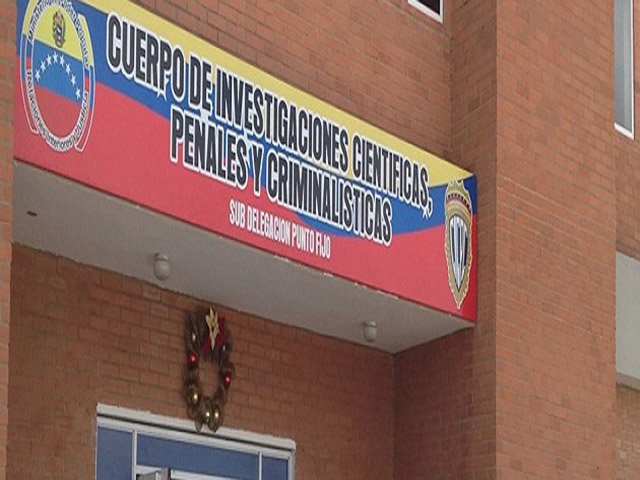 CUERPO DE INVESTIGACIONES CIENTIFICAS,
PENALES Y CRIMINALISTICAS
SUB DELEGACION PUNTO FIJO